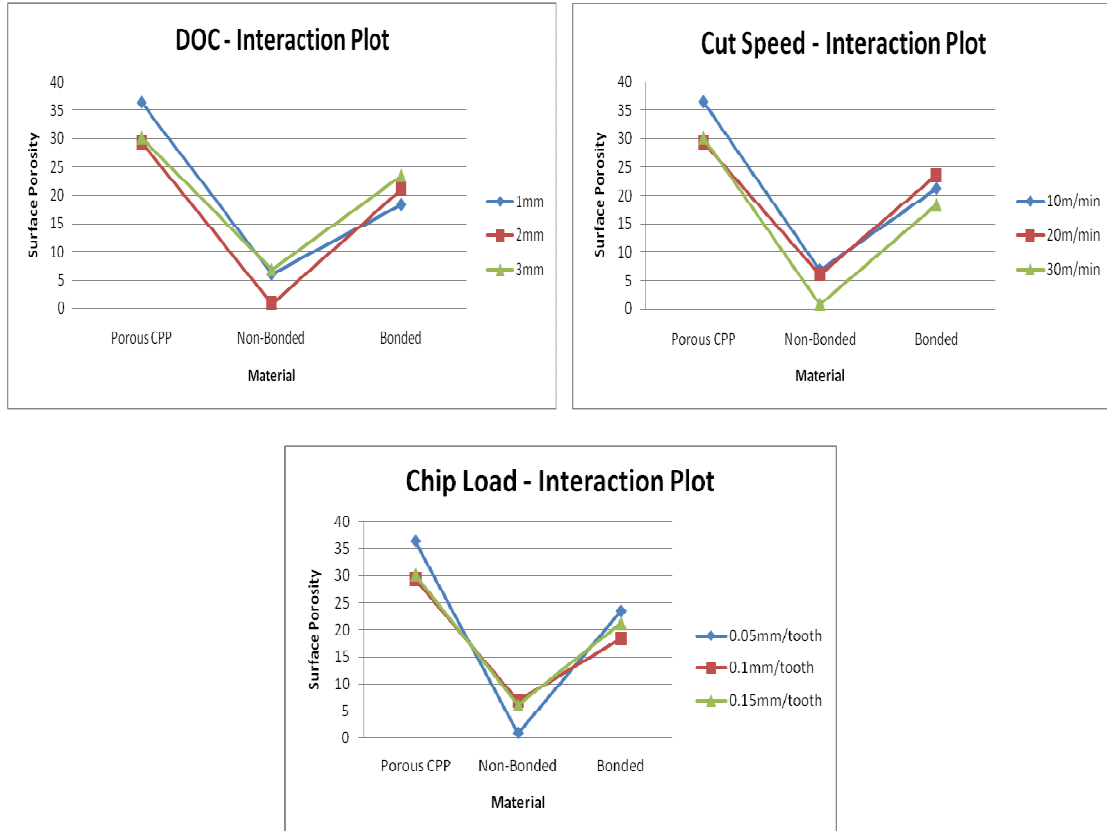 DOC - Interaction Plot
Surface Porosity
40
35
30
25
20
15
10
5
0
Porous CPP
Non-Bonded
Bonded
Material
1mm
2mm
3mm
Cut Speed - Interaction Plot
Surface Porosity
40
35
30
25
20
15
10
5
0
Porous CPP
Non-Bonded
Bonded
Material
10m/min
20m/min
30m/min
Chip Load - Interaction Plot
Surface Porosity
40
35
30
25
20
15
10
5
0
Porous CPP
Non-Bonded
Bonded
Material
0.05mm/tooth
0.1mm/tooth
0.15mm/tooth